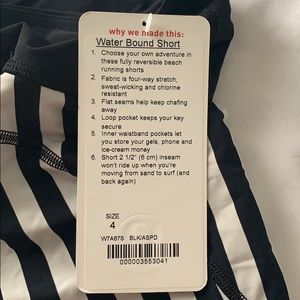 why we made this:
Water Bound Short
1. Choose your own adventure in
these fully reversible beach
running shorts
2. Fabric is four-way stretch,
sweat-wicking and chlorine
resistant
3. Flat seams help keep chafing
away
4. Loop pocket keeps your key
secure
5. Inner waistband pockets let
you store your gels, phone and
ice-cream money
6. Short 2 1/2" (6 cm) inseam
won't ride up when you're
moving from sand to surf (and
back again)
SIZE
4
W7A87S BLK/ASPD
000003553041